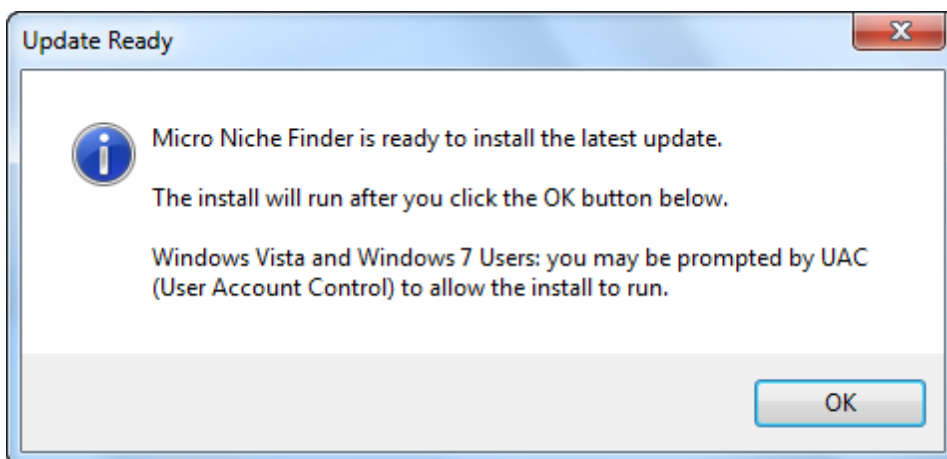 Update Ready
Micro Niche Finder is ready to install the latest update.
The install will run after you click the OK button below.
Windows Vista and Windows 7 Users: you may be prompted by UAC
(User Account Control) to allow the install to run.
OK